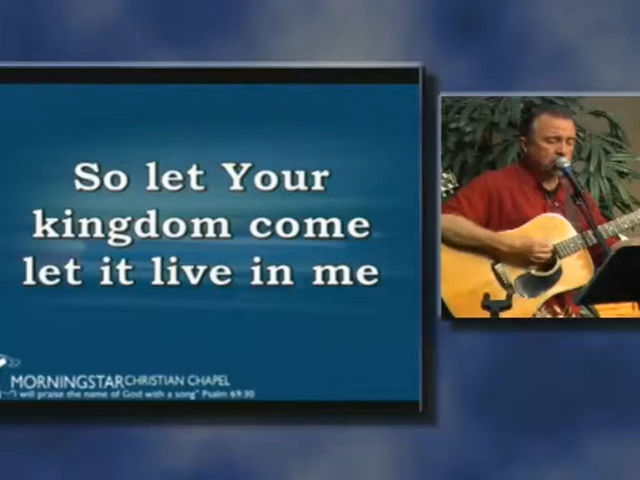 So let Your
kingdom come
let it live in me
MORNINGSTAR CHRISTIAN CHAPEL
"I will praise the name of God with a song" Psalm 69:30